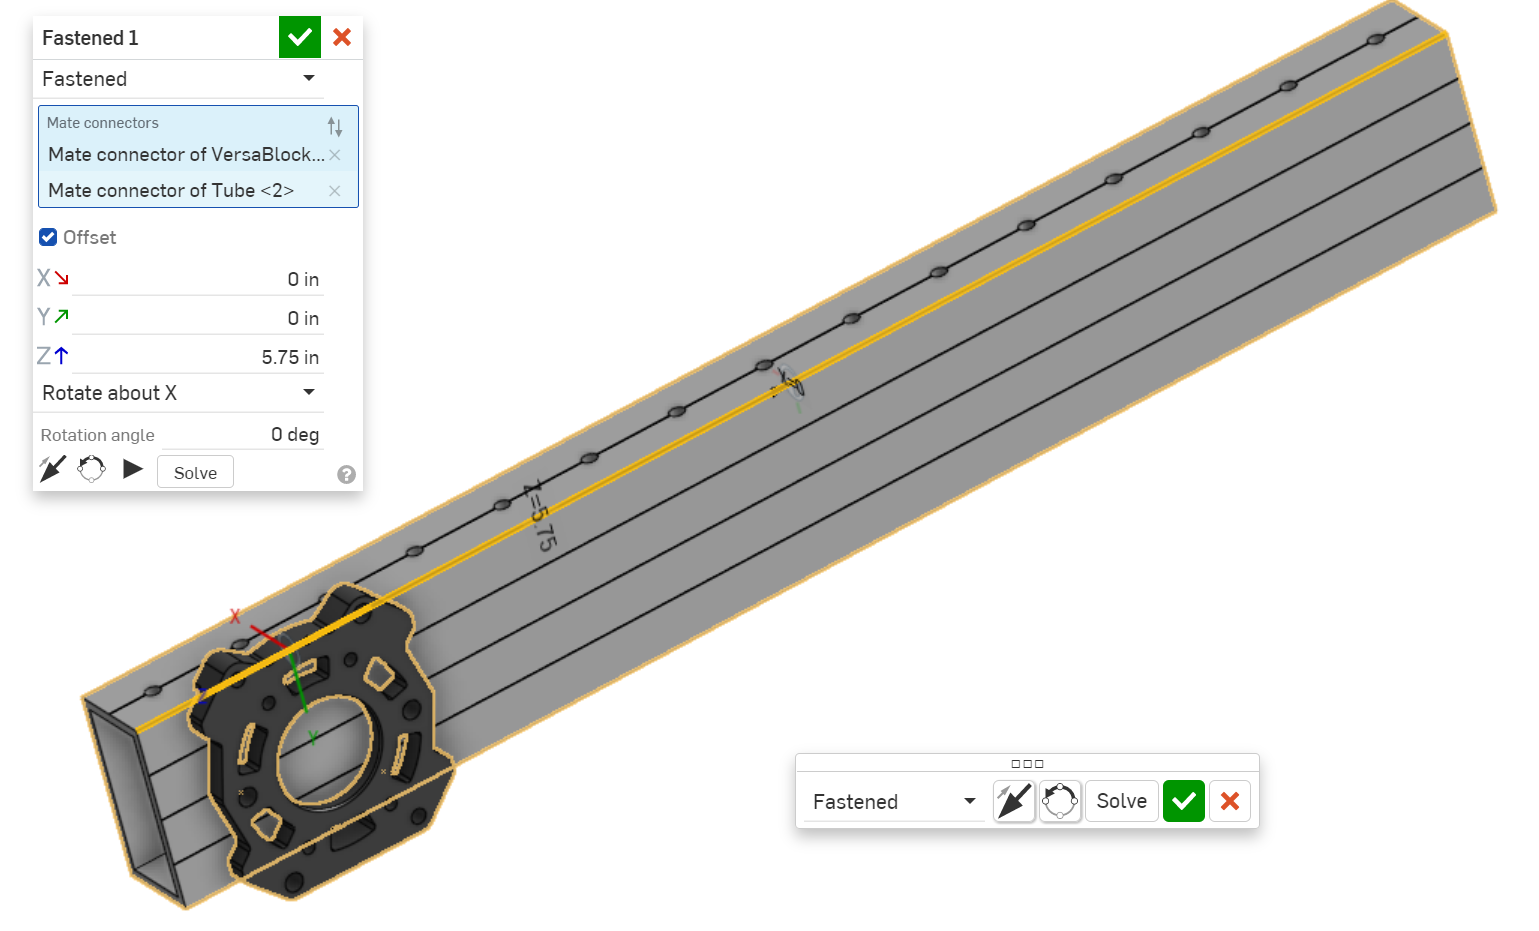 Fastened 1
Fastened
Mate connectors
Mate connector of VersaBlock...
Mate connector of Tube <2>
Offset
X 0 in
Y 0 in
Z 5.75 in
Rotate about X
Rotation angle 0 deg
Solve
?
Z=5.75
X
Y
Fastened Solve